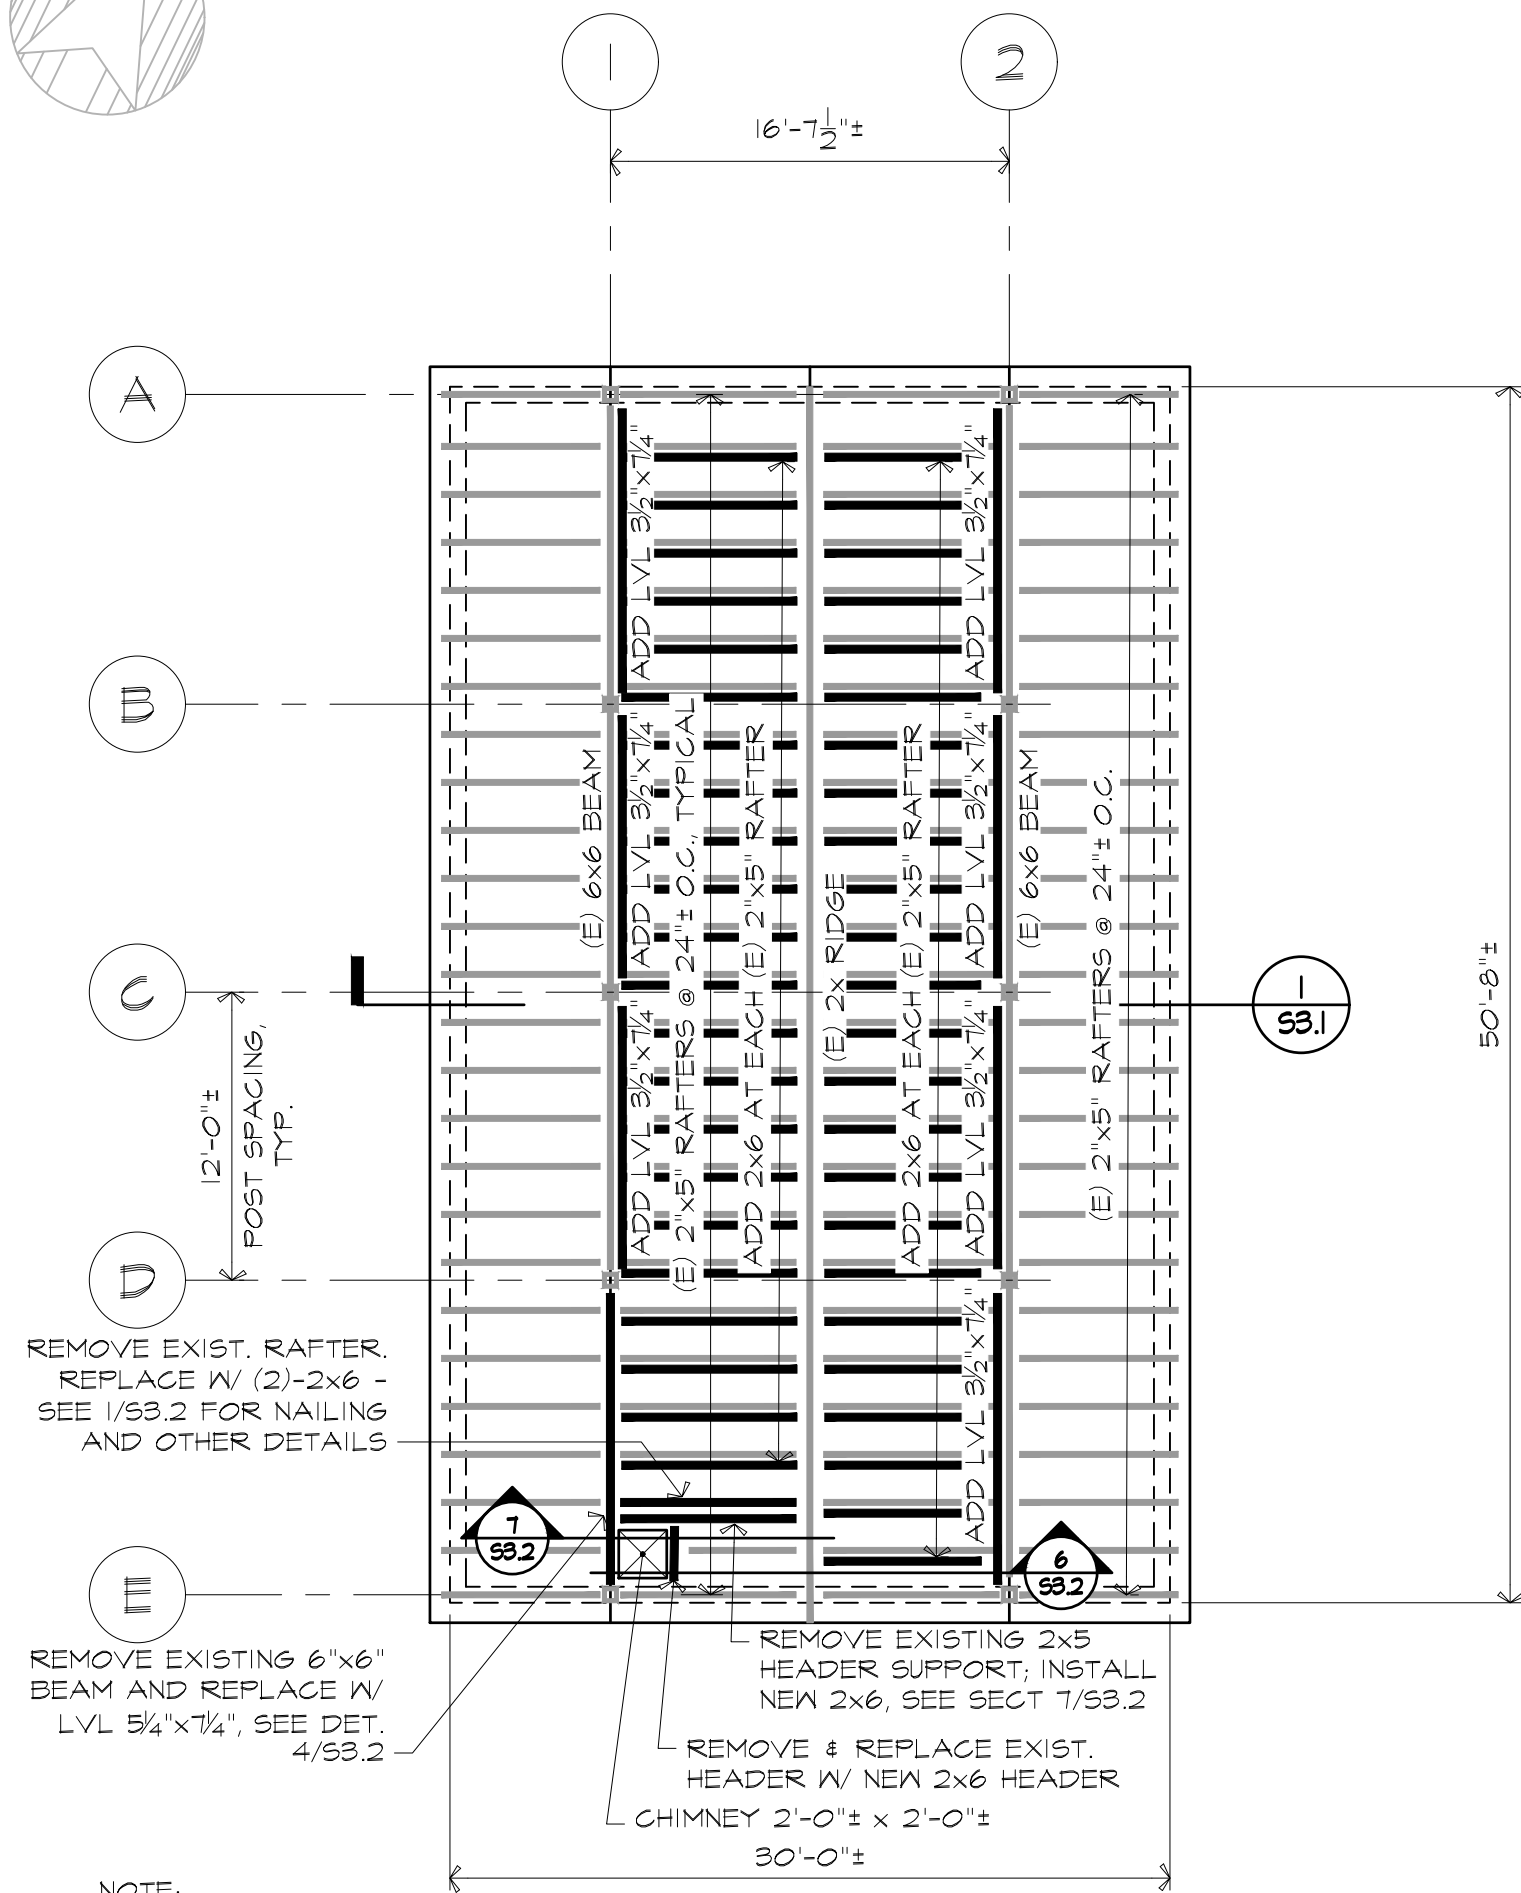 1
2
16'-7½"±
A
B
C
D
E
ADD LVL 3½"x7¼"
ADD LVL 3½"x7¼"
(E) 6x6 BEAM
ADD LVL 3½"x7¼"
(E) 2"x5" RAFTERS @ 24"± O.C., TYPICAL
ADD 2x6 AT EACH (E) 2"x5" RAFTER
(E) 2x RIDGE
ADD 2x6 AT EACH (E) 2"x5" RAFTER
ADD LVL 3½"x7¼"
(E) 6x6 BEAM
(E) 2"x5" RAFTERS @ 24"± O.C.
50'-8"±
1
S3.1
12'-0"±
POST SPACING,
TYP.
ADD LVL 3½"x7¼"
ADD LVL 3½"x7¼"
ADD LVL 3½"x7¼"
REMOVE EXIST. RAFTER.
REPLACE W/ (2)-2x6 -
SEE 1/S3.2 FOR NAILING
AND OTHER DETAILS
7
S3.2
6
S3.2
REMOVE EXISTING 6"x6"
BEAM AND REPLACE W/
LVL 5¼"x7¼", SEE DET.
4/S3.2
REMOVE EXISTING 2x5
HEADER SUPPORT; INSTALL
NEW 2x6, SEE SECT 7/S3.2
REMOVE & REPLACE EXIST.
HEADER W/ NEW 2x6 HEADER
CHIMNEY 2'-0"± x 2'-0"±
30'-0"±
NOTE: